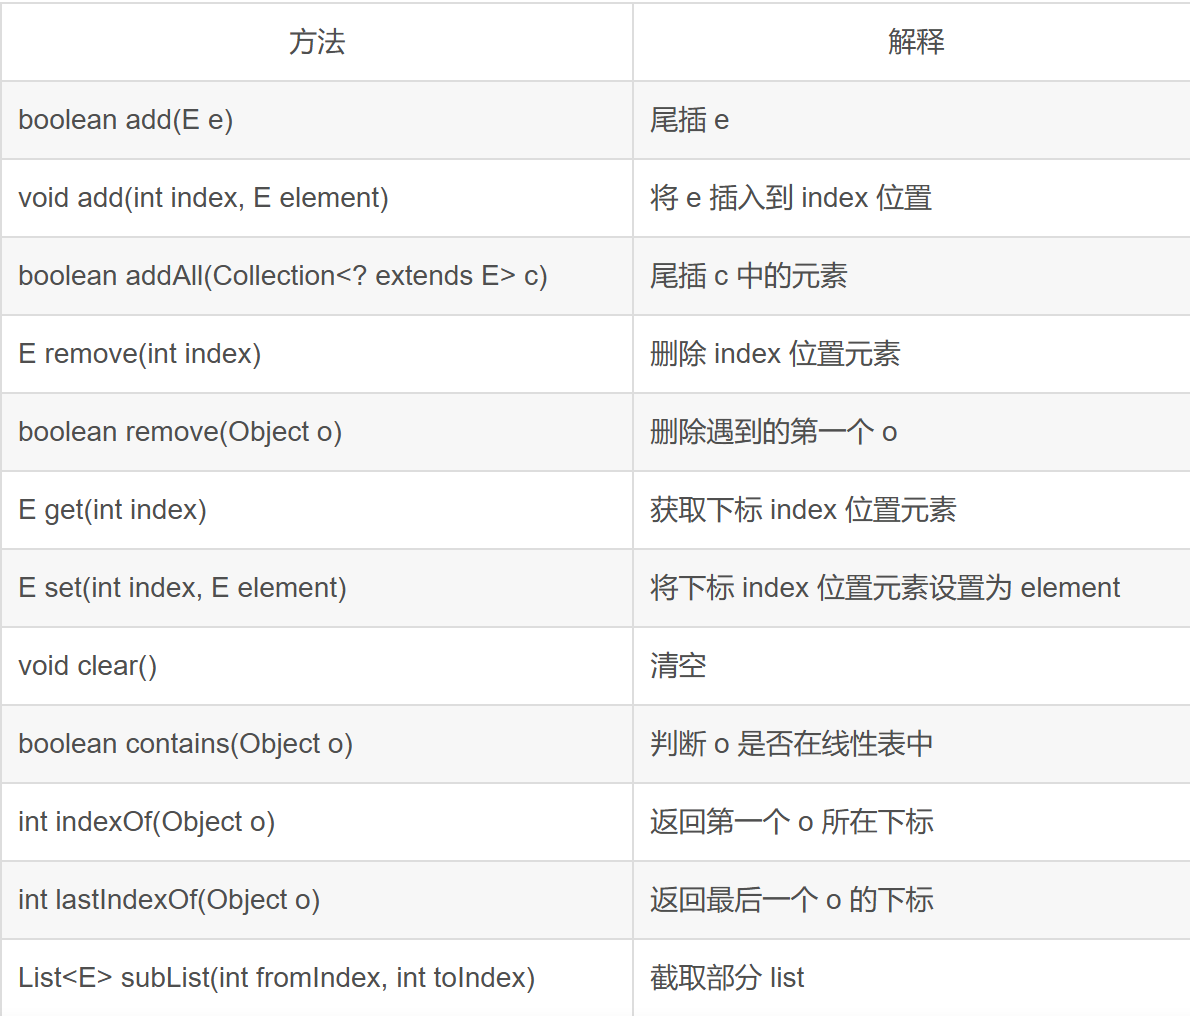 方法 解释
boolean add(E e) 尾插 e
void add(int index, E element) 将 e 插入到 index 位置
boolean addAll(Collection<? extends E> c) 尾插 c 中的元素
E remove(int index) 删除 index 位置元素
boolean remove(Object o) 删除遇到的第一个 o
E get(int index) 获取下标 index 位置元素
E set(int index, E element) 将下标 index 位置元素设置为 element
void clear() 清空
boolean contains(Object o) 判断 o 是否在线性表中
int indexOf(Object o) 返回第一个 o 所在下标
int lastIndexOf(Object o) 返回最后一个 o 的下标
List<E> subList(int fromIndex, int toIndex) 截取部分 list